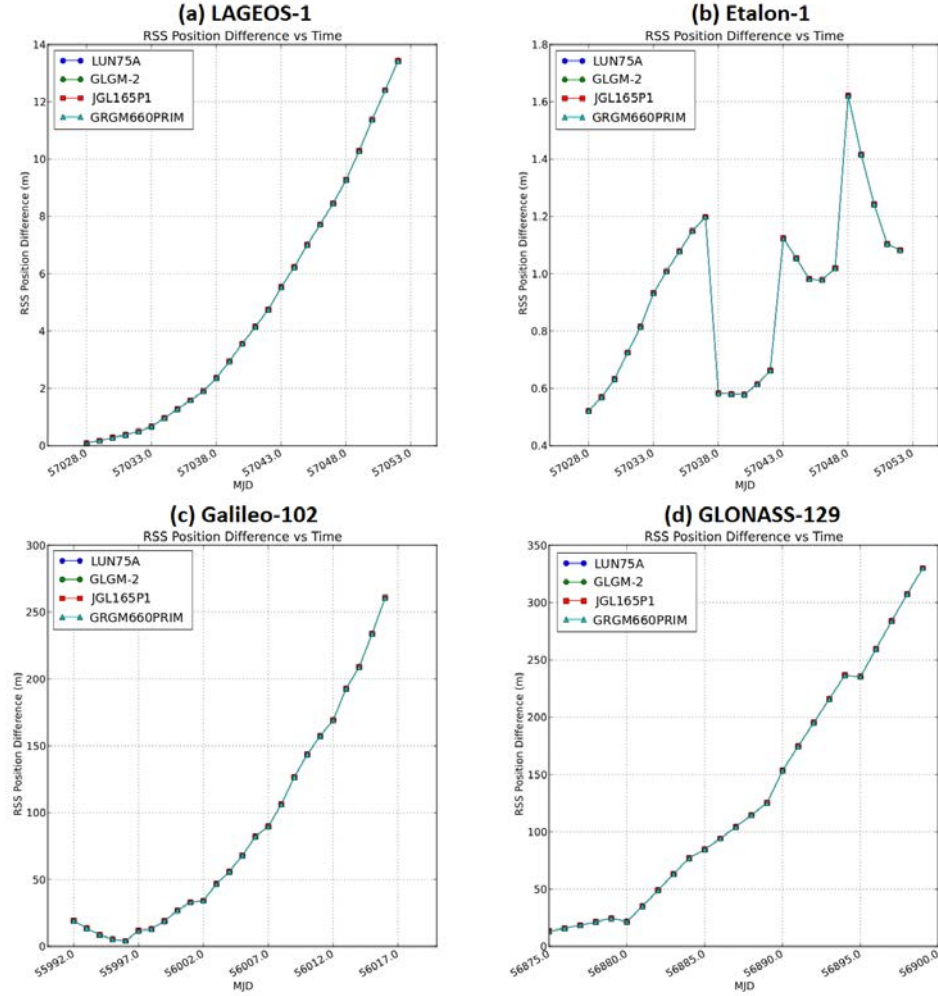 (a) LAGEOS-1
RSS Position Difference vs Time
14
12
10
8
6
4
2
0
RSS Position Difference (m)
LUN75A
GLGM-2
JGL165P1
GRGM660PRIM
57028.0
57033.0
57038.0
57043.0
57048.0
57053.0
MJD
(b) Etalon-1
RSS Position Difference vs Time
1.8
1.6
1.4
1.2
1.0
0.8
0.6
0.4
RSS Position Difference (m)
LUN75A
GLGM-2
JGL165P1
GRGM660PRIM
57028.0
57033.0
57038.0
57043.0
57048.0
57053.0
MJD
(c) Galileo-102
RSS Position Difference vs Time
300
250
200
150
100
50
0
RSS Position Difference (m)
LUN75A
GLGM-2
JGL165P1
GRGM660PRIM
55992.0
55997.0
56002.0
56007.0
56012.0
56017.0
MJD
(d) GLONASS-129
RSS Position Difference vs Time
350
300
250
200
150
100
50
0
RSS Position Difference (m)
LUN75A
GLGM-2
JGL165P1
GRGM660PRIM
56875.0
56880.0
56885.0
56890.0
56895.0
56900.0
MJD